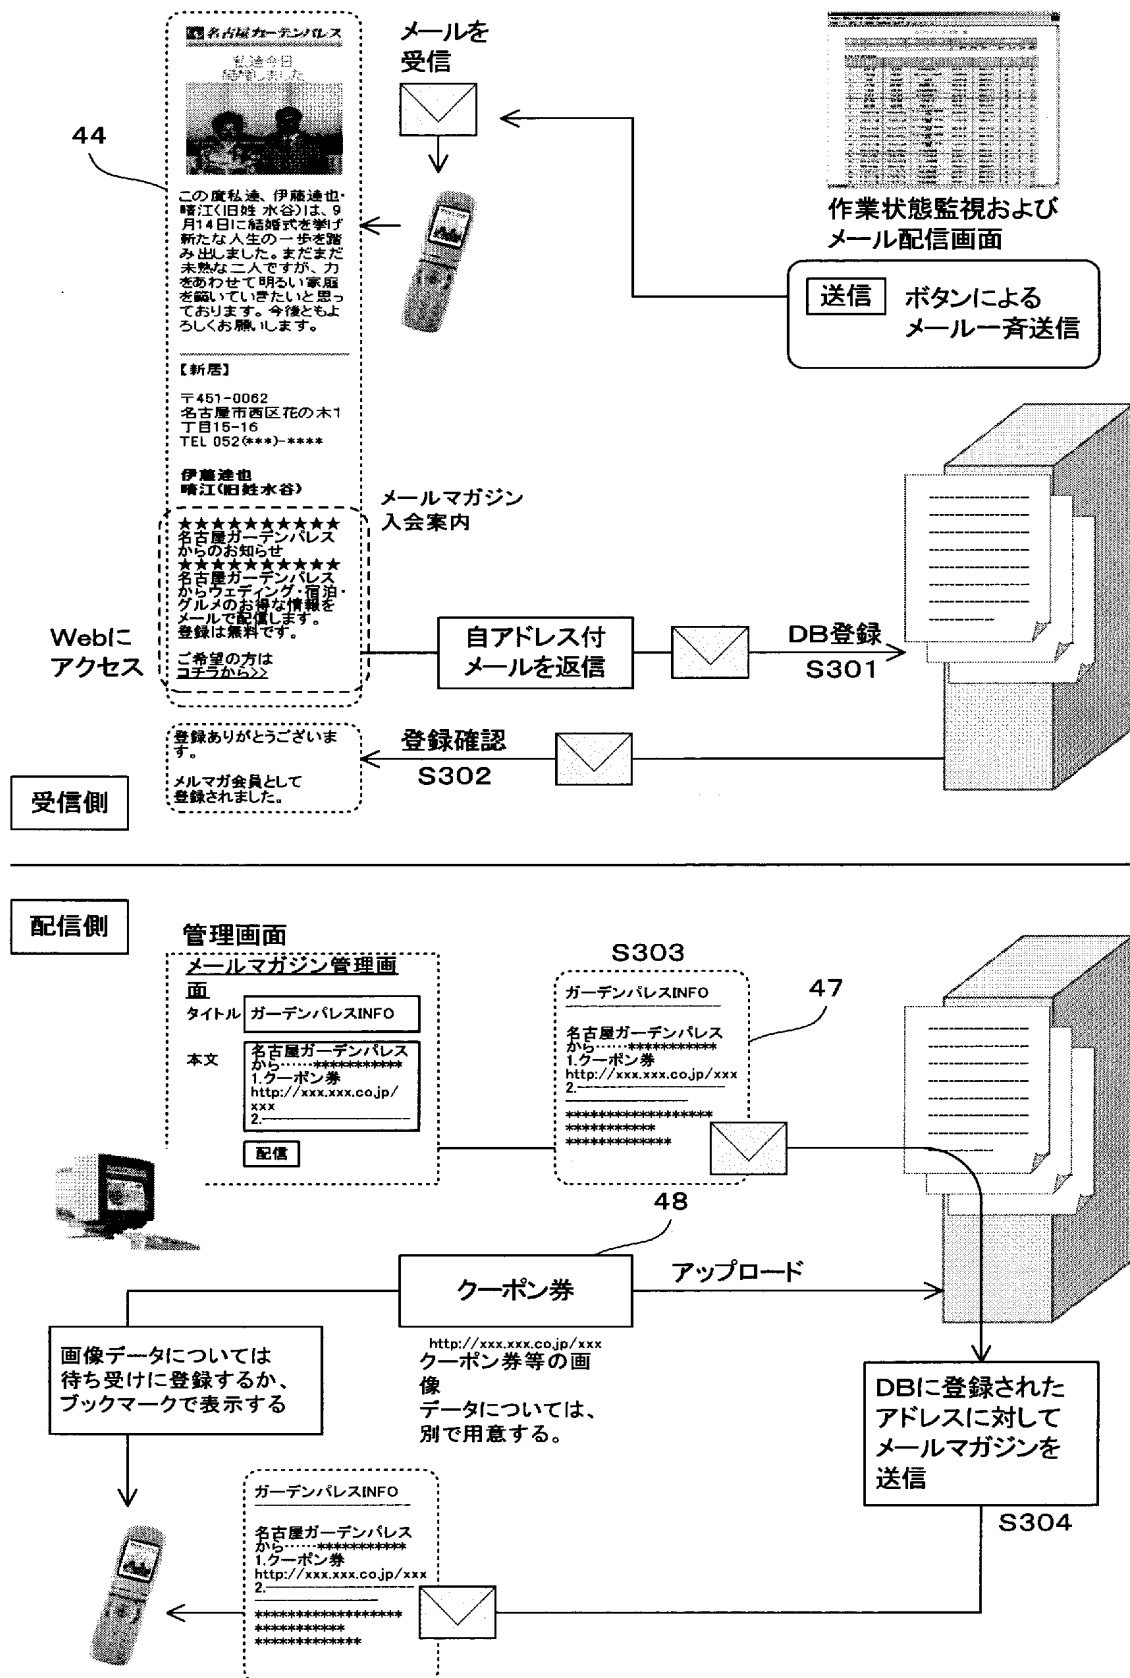 名古屋ガーデンパレス
私達今日
結婚しました
メールを
受信
44
この度私達、伊藤達也・
晴江(旧姓 水谷)は、9
月14日に結婚式を挙げ
新たな人生の一歩を踏
み出しました。まだまだ
未熟な二人ですが、力
をあわせて明るい家庭
を築いていきたいと思っ
ております。今後ともよ
ろしくお願いします。
作業状態監視および
メール配信画面
送信 ボタンによる
メール一斉送信
【新居】
〒451-0062
名古屋市西区花の木1
丁目15-16
TEL 052(***)-****
伊藤達也
晴江(旧姓水谷)
メールマガジン
入会案内
★★★★★★★★★★
名古屋ガーデンパレス
からのお知らせ
★★★★★★★★★★
名古屋ガーデンパレス
からウェディング・宿泊・
グルメのお得な情報を
メールで配信します。
登録は無料です。
ご希望の方は
コチラから>>
Webに
アクセス
自アドレス付
メールを返信
DB登録
S301
登録ありがとうございま
す。
メルマガ会員として
登録されました。
登録確認
S302
受信側
配信側
管理画面
メールマガジン管理画
面
タイトル ガーデンパレスINFO
本文 名古屋ガーデンパレス
から……***********
1.クーポン券
http://xxx.xxx.co.jp/
xxx
2.
配信
S303
ガーデンパレスINFO
名古屋ガーデンパレス
から……***********
1.クーポン券
http://xxx.xxx.co.jp/xxx
2.
******************
***********
*************
47
48
クーポン券
アップロード
http://xxx.xxx.co.jp/xxx
クーポン券等の画
像
データについては、
別で用意する。
画像データについては
待ち受けに登録するか、
ブックマークで表示する
DBに登録された
アドレスに対して
メールマガジンを
送信
S304
ガーデンパレスINFO
名古屋ガーデンパレス
から……***********
1.クーポン券
http://xxx.xxx.co.jp/xxx
2.
******************
***********
*************